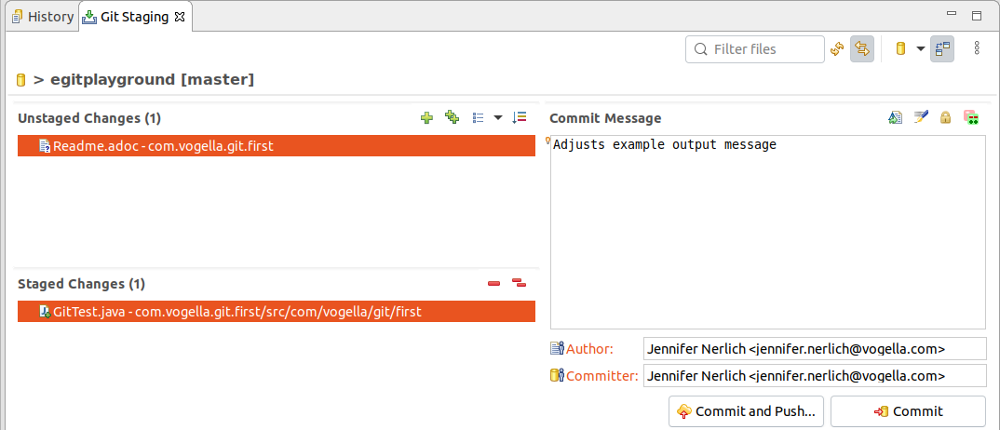 History
Git Staging
Filter files
> egitplayground [master]
Unstaged Changes (1)
Readme.adoc - com.vogella.git.first
Staged Changes (1)
GitTest.java - com.vogella.git.first/src/com/vogella/git/first
Commit Message
Adjusts example output message
Author: Jennifer Nerlich <jennifer.nerlich@vogella.com>
Committer: Jennifer Nerlich <jennifer.nerlich@vogella.com>
Commit and Push...
Commit